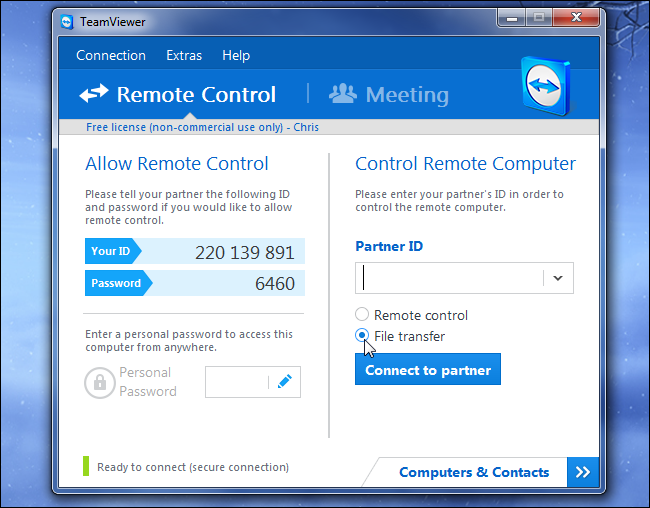 TeamViewer
Connection Extras Help
Remote Control Meeting
Free license (non-commercial use only) - Chris
Allow Remote Control
Please tell your partner the following ID
and password if you would like to allow
remote control.
Your ID 220 139 891
Password 6460
Enter a personal password to access this
computer from anywhere.
Personal
Password
Control Remote Computer
Please enter your partner's ID in order to
control the remote computer.
Partner ID
Remote control
File transfer
Connect to partner
Ready to connect (secure connection)
Computers & Contacts